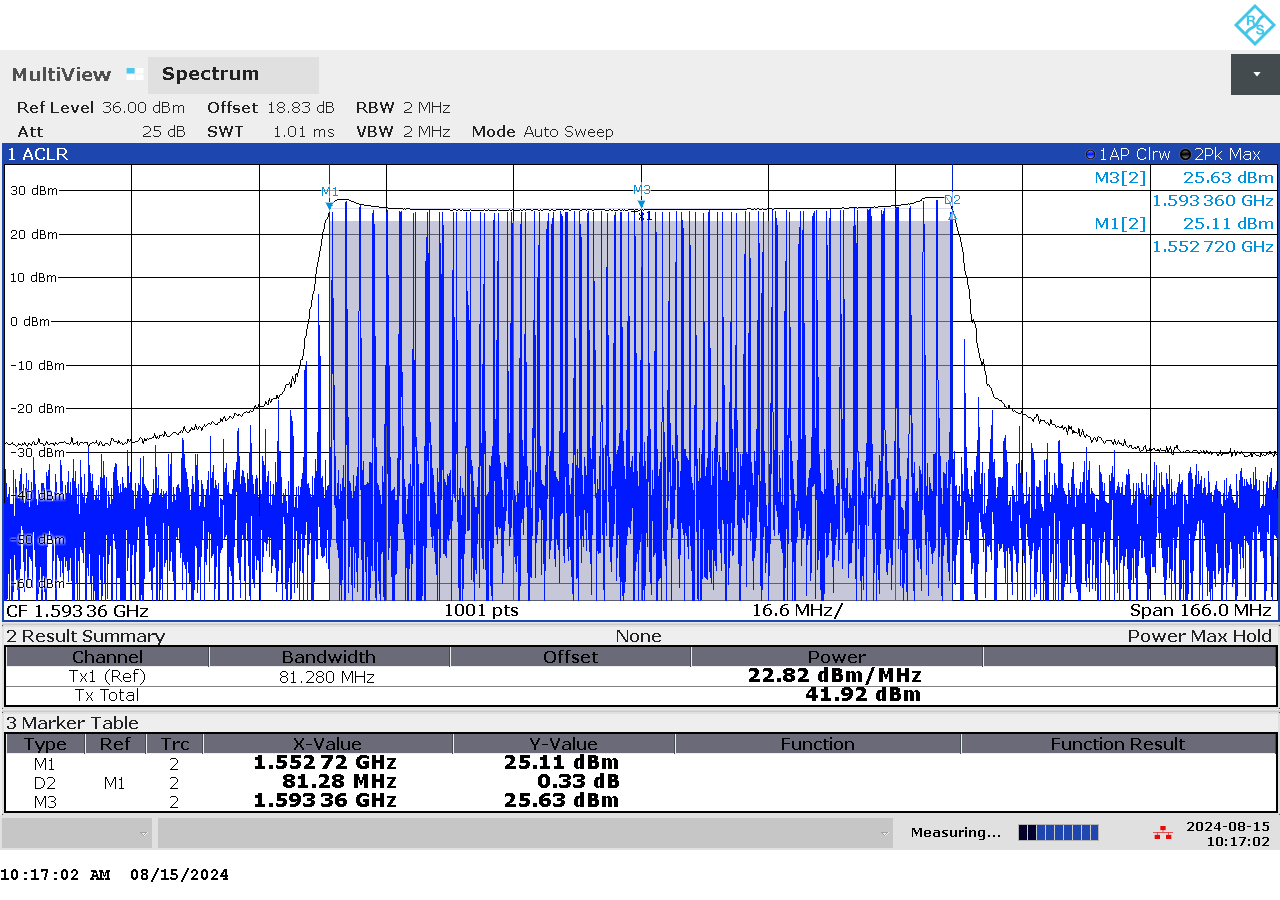 R/S
MultiView Spectrum
Ref Level 36.00 dBm Offset 18.83 dB RBW 2 MHz
Att 25 dB SWT 1.01 ms VBW 2 MHz Mode Auto Sweep
1 ACLR 1AP Clrw 2Pk Max
M3[2] 25.63 dBm
1.593 360 GHz
M1[2] 25.11 dBm
1.552 720 GHz
M1 M3 D2
x1
30 dBm
20 dBm
10 dBm
0 dBm
-10 dBm
-20 dBm
-30 dBm
-40 dBm
-50 dBm
-60 dBm
CF 1.593 36 GHz 1001 pts 16.6 MHz/ Span 166.0 MHz
2 Result Summary None Power Max Hold
Channel Bandwidth Offset Power
Tx1 (Ref) 81.280 MHz 22.82 dBm/MHz
Tx Total 41.92 dBm
3 Marker Table
Type Ref Trc X-Value Y-Value Function Function Result
M1 2 1.552 72 GHz 25.11 dBm
D2 M1 2 81.28 MHz 0.33 dB
M3 2 1.593 36 GHz 25.63 dBm
Measuring... 2024-08-15
10:17:02
10:17:02 AM 08/15/2024